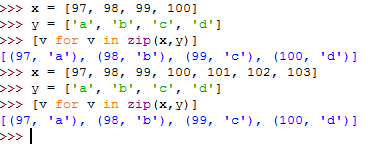 >>> x = [97, 98, 99, 100]
>>> y = ['a', 'b', 'c', 'd']
>>> [v for v in zip(x,y)]
[(97, 'a'), (98, 'b'), (99, 'c'), (100, 'd')]
>>> x = [97, 98, 99, 100, 101, 102, 103]
>>> y = ['a', 'b', 'c', 'd']
>>> [v for v in zip(x,y)]
[(97, 'a'), (98, 'b'), (99, 'c'), (100, 'd')]
>>>